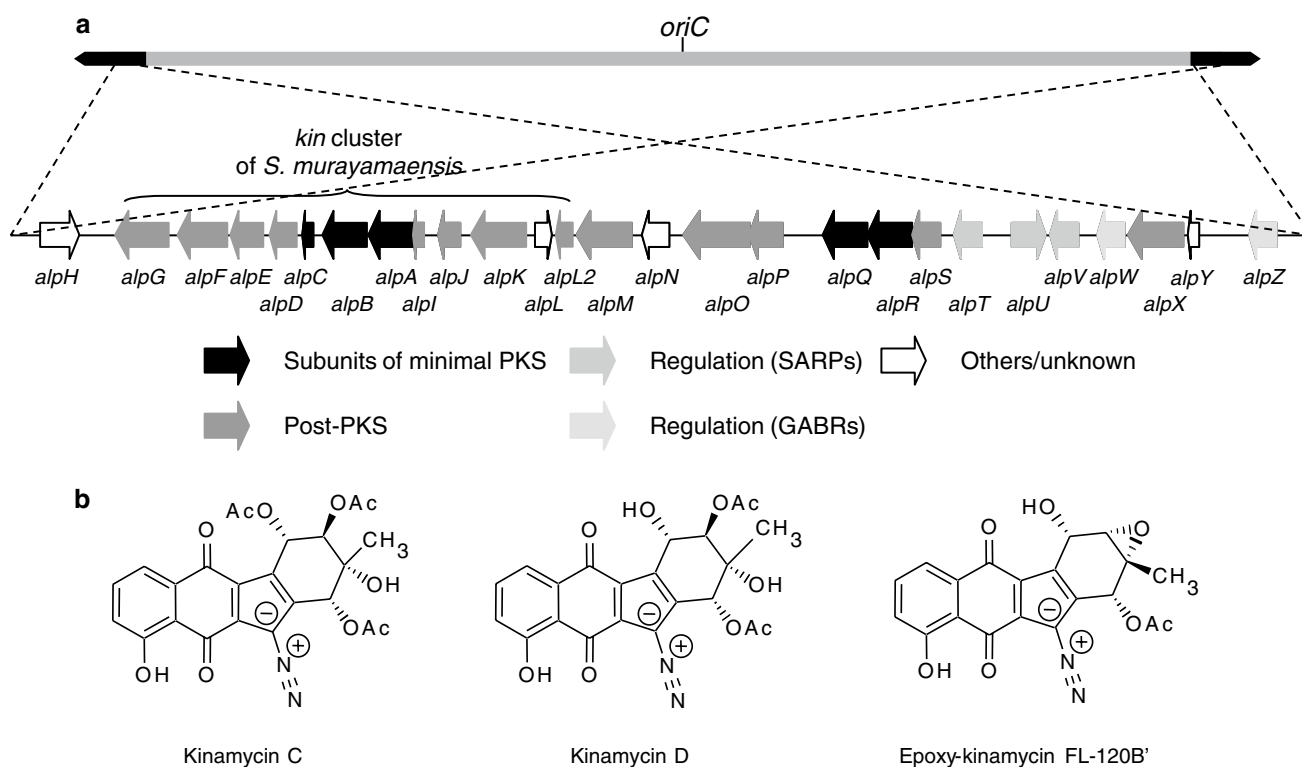 a
oriC
kin cluster
of S. murayamaensis
alpH alpG alpF alpE alpC alpA alpJ alpK alpL2 alpN alpP alpQ alpS alpV alpW alpY alpZ
alpD alpB alpI alpL alpM alpO alpR alpT alpU alpX
Subunits of minimal PKS Regulation (SARPs) Others/unknown
Post-PKS Regulation (GABRs)
b
AcO OAc CH3 OH OAc O O OH N N + −
HO OAc CH3 OH OAc O O OH N N + −
HO O CH3 OAc O O OH N N + −
Kinamycin C Kinamycin D Epoxy-kinamycin FL-120B'